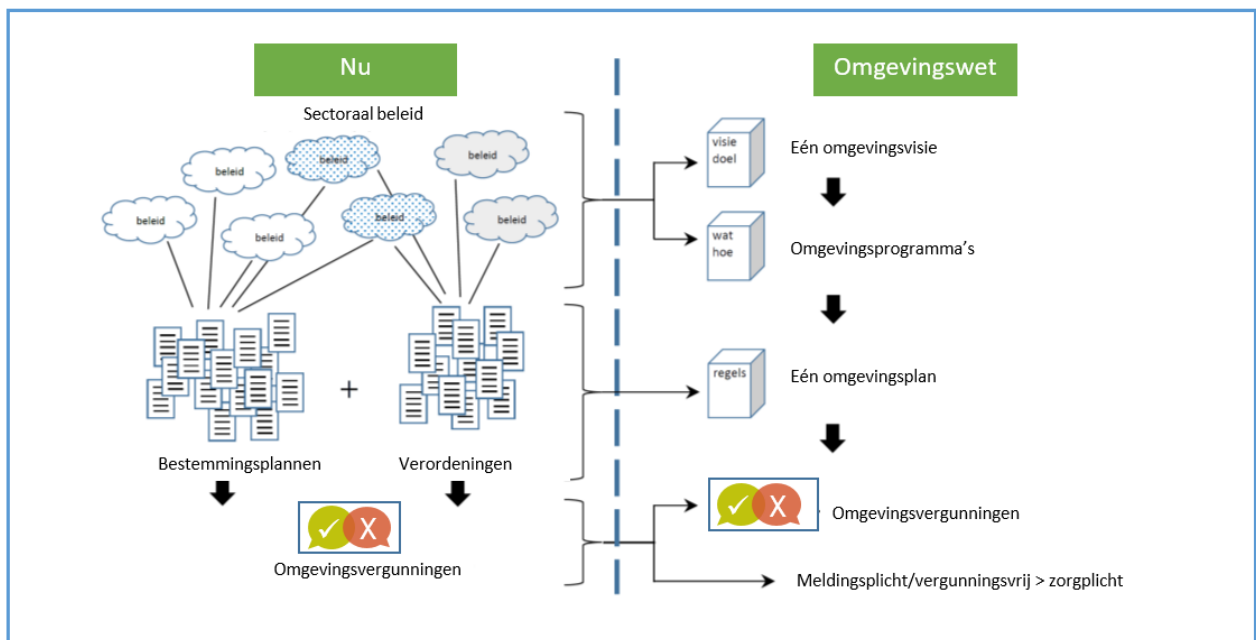 Nu
Sectoraal beleid
beleid
beleid
beleid
beleid
beleid
beleid
beleid
+
Bestemmingsplannen
Verordeningen
✓ X
Omgevingsvergunningen
Omgevingswet
visie
doel
Eén omgevingsvisie
wat
hoe
Omgevingsprogramma's
regels
Eén omgevingsplan
✓ X
Omgevingsvergunningen
Meldingsplicht/vergunningsvrij > zorgplicht